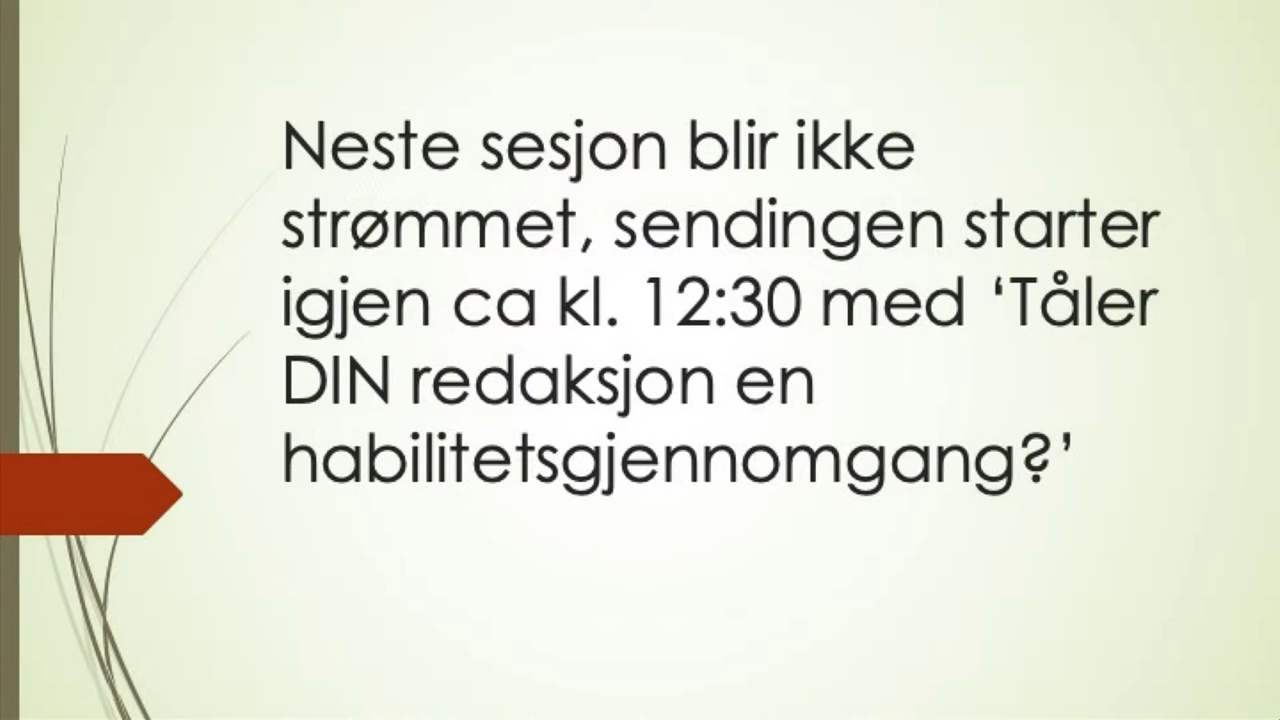 Neste sesjon blir ikke
strømmet, sendingen starter
igjen ca kl. 12:30 med ‘Tåler
DIN redaksjon en
habilitetsgjennomgang?’